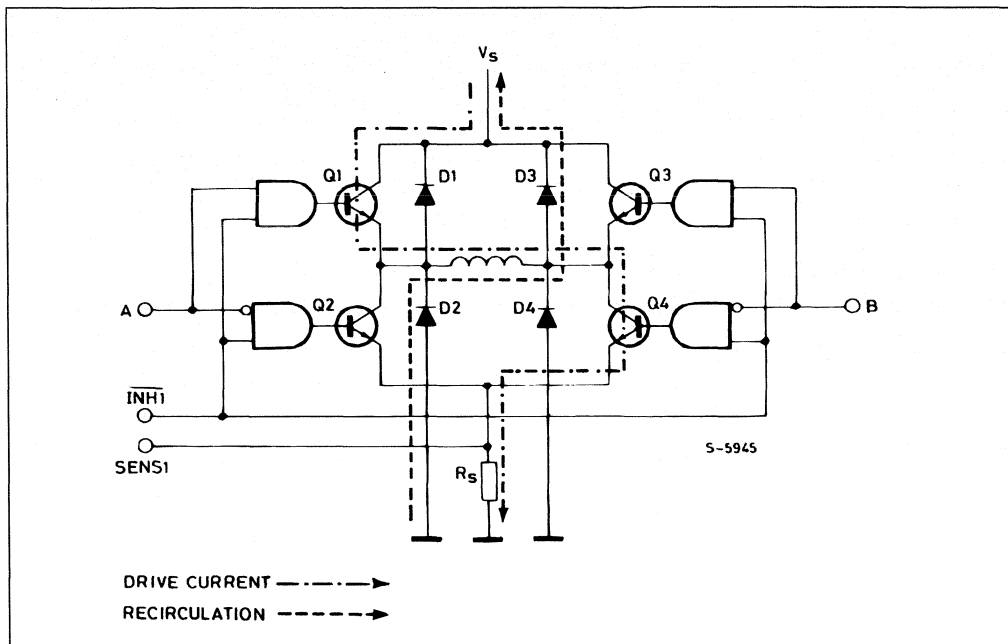 Vs
Q1
D1
D3
Q3
A
Q2
D2
D4
Q4
B
INH1
SENS1
Rs
S-5945
DRIVE CURRENT
RECIRCULATION